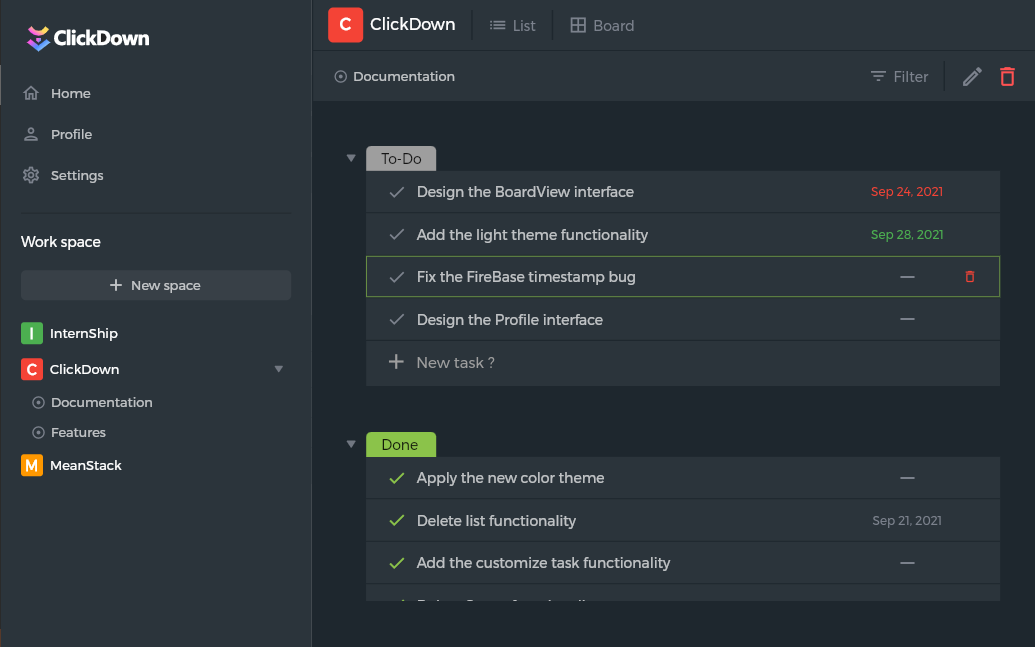 ClickDown
Home
Profile
Settings
Work space
New space
I InternShip
C ClickDown
Documentation
Features
M MeanStack
C ClickDown List Board
Documentation Filter
To-Do
Design the BoardView interface Sep 24, 2021
Add the light theme functionality Sep 28, 2021
Fix the FireBase timestamp bug —
Design the Profile interface —
New task ?
Done
Apply the new color theme —
Delete list functionality Sep 21, 2021
Add the customize task functionality —